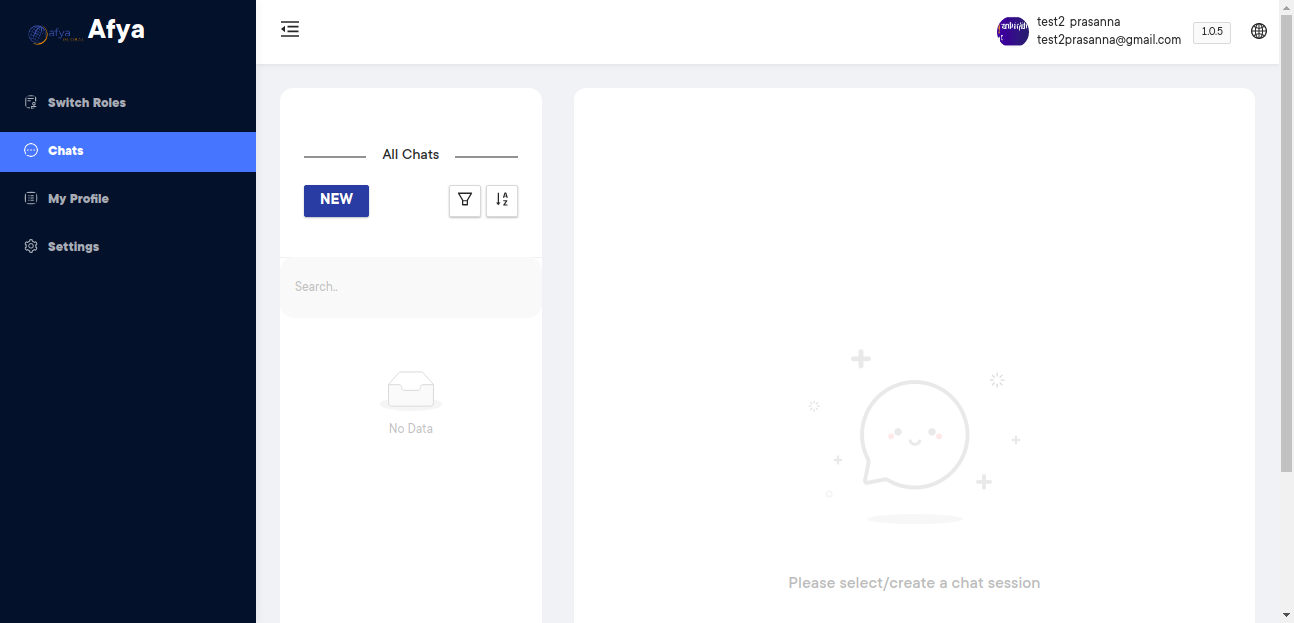 afya
Afya
test2 prasanna
test2prasanna@gmail.com
1.0.5
Switch Roles
Chats
My Profile
Settings
All Chats
NEW
A
Z
Search..
No Data
Please select/create a chat session